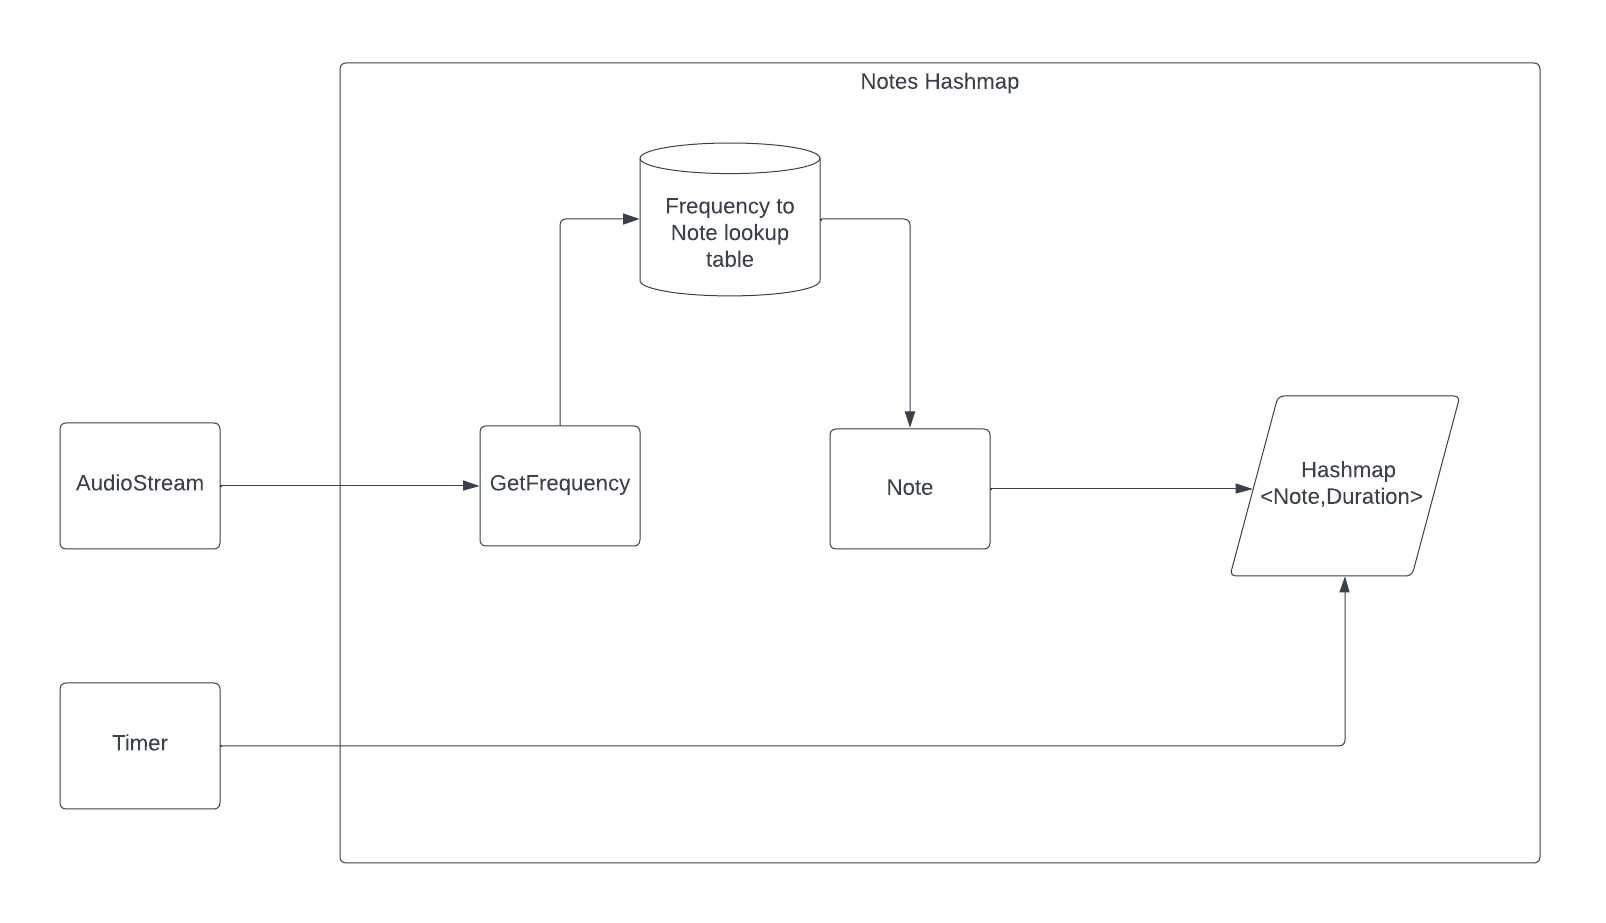 Notes Hashmap
Frequency to
Note lookup
table
AudioStream
GetFrequency
Note
Hashmap
<Note,Duration>
Timer